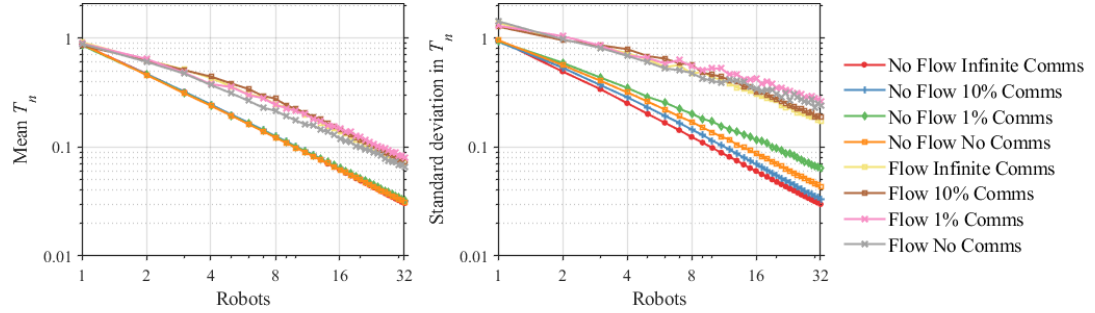 Mean Tn
1
0.1
0.01
1
2
4
8
16
32
Robots
Standard deviation in Tn
1
0.1
0.01
1
2
4
8
16
32
Robots
No Flow Infinite Comms
No Flow 10% Comms
No Flow 1% Comms
No Flow No Comms
Flow Infinite Comms
Flow 10% Comms
Flow 1% Comms
Flow No Comms